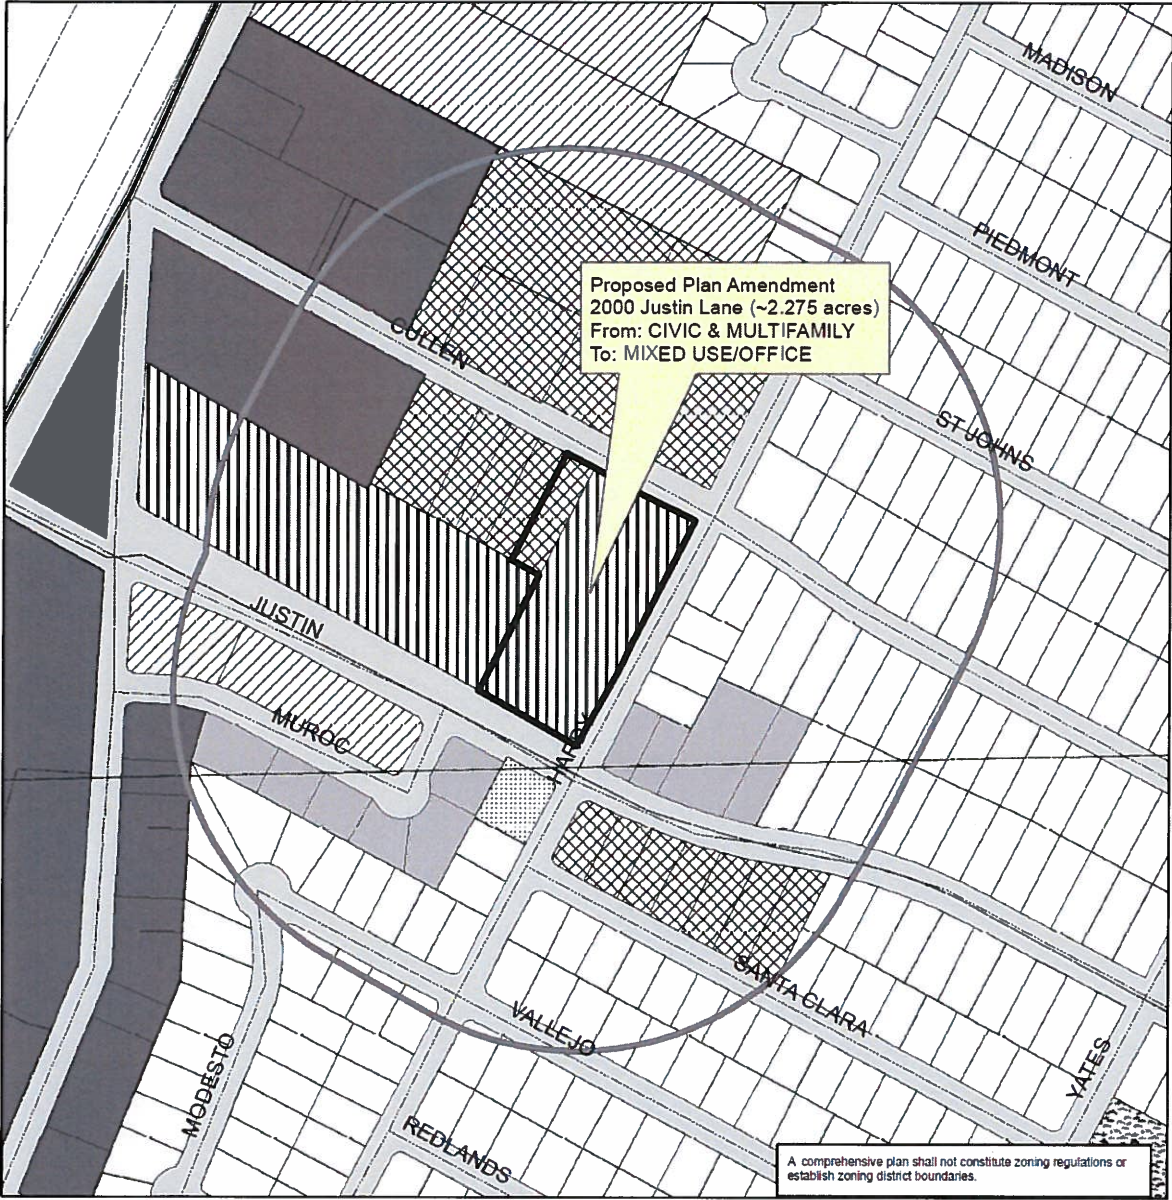 MADISON
PIEDMONT
Proposed Plan Amendment
2000 Justin Lane (~2.275 acres)
From: CIVIC & MULTIFAMILY
To: MIXED USE/OFFICE
CULLEN
ST JOHNS
JUSTIN
MUROC
HARDY
SANTA CLARA
VALLEJO
MODESTO
YATES
REDLANDS
A comprehensive plan shall not constitute zoning regulations or
establish zoning district boundaries.